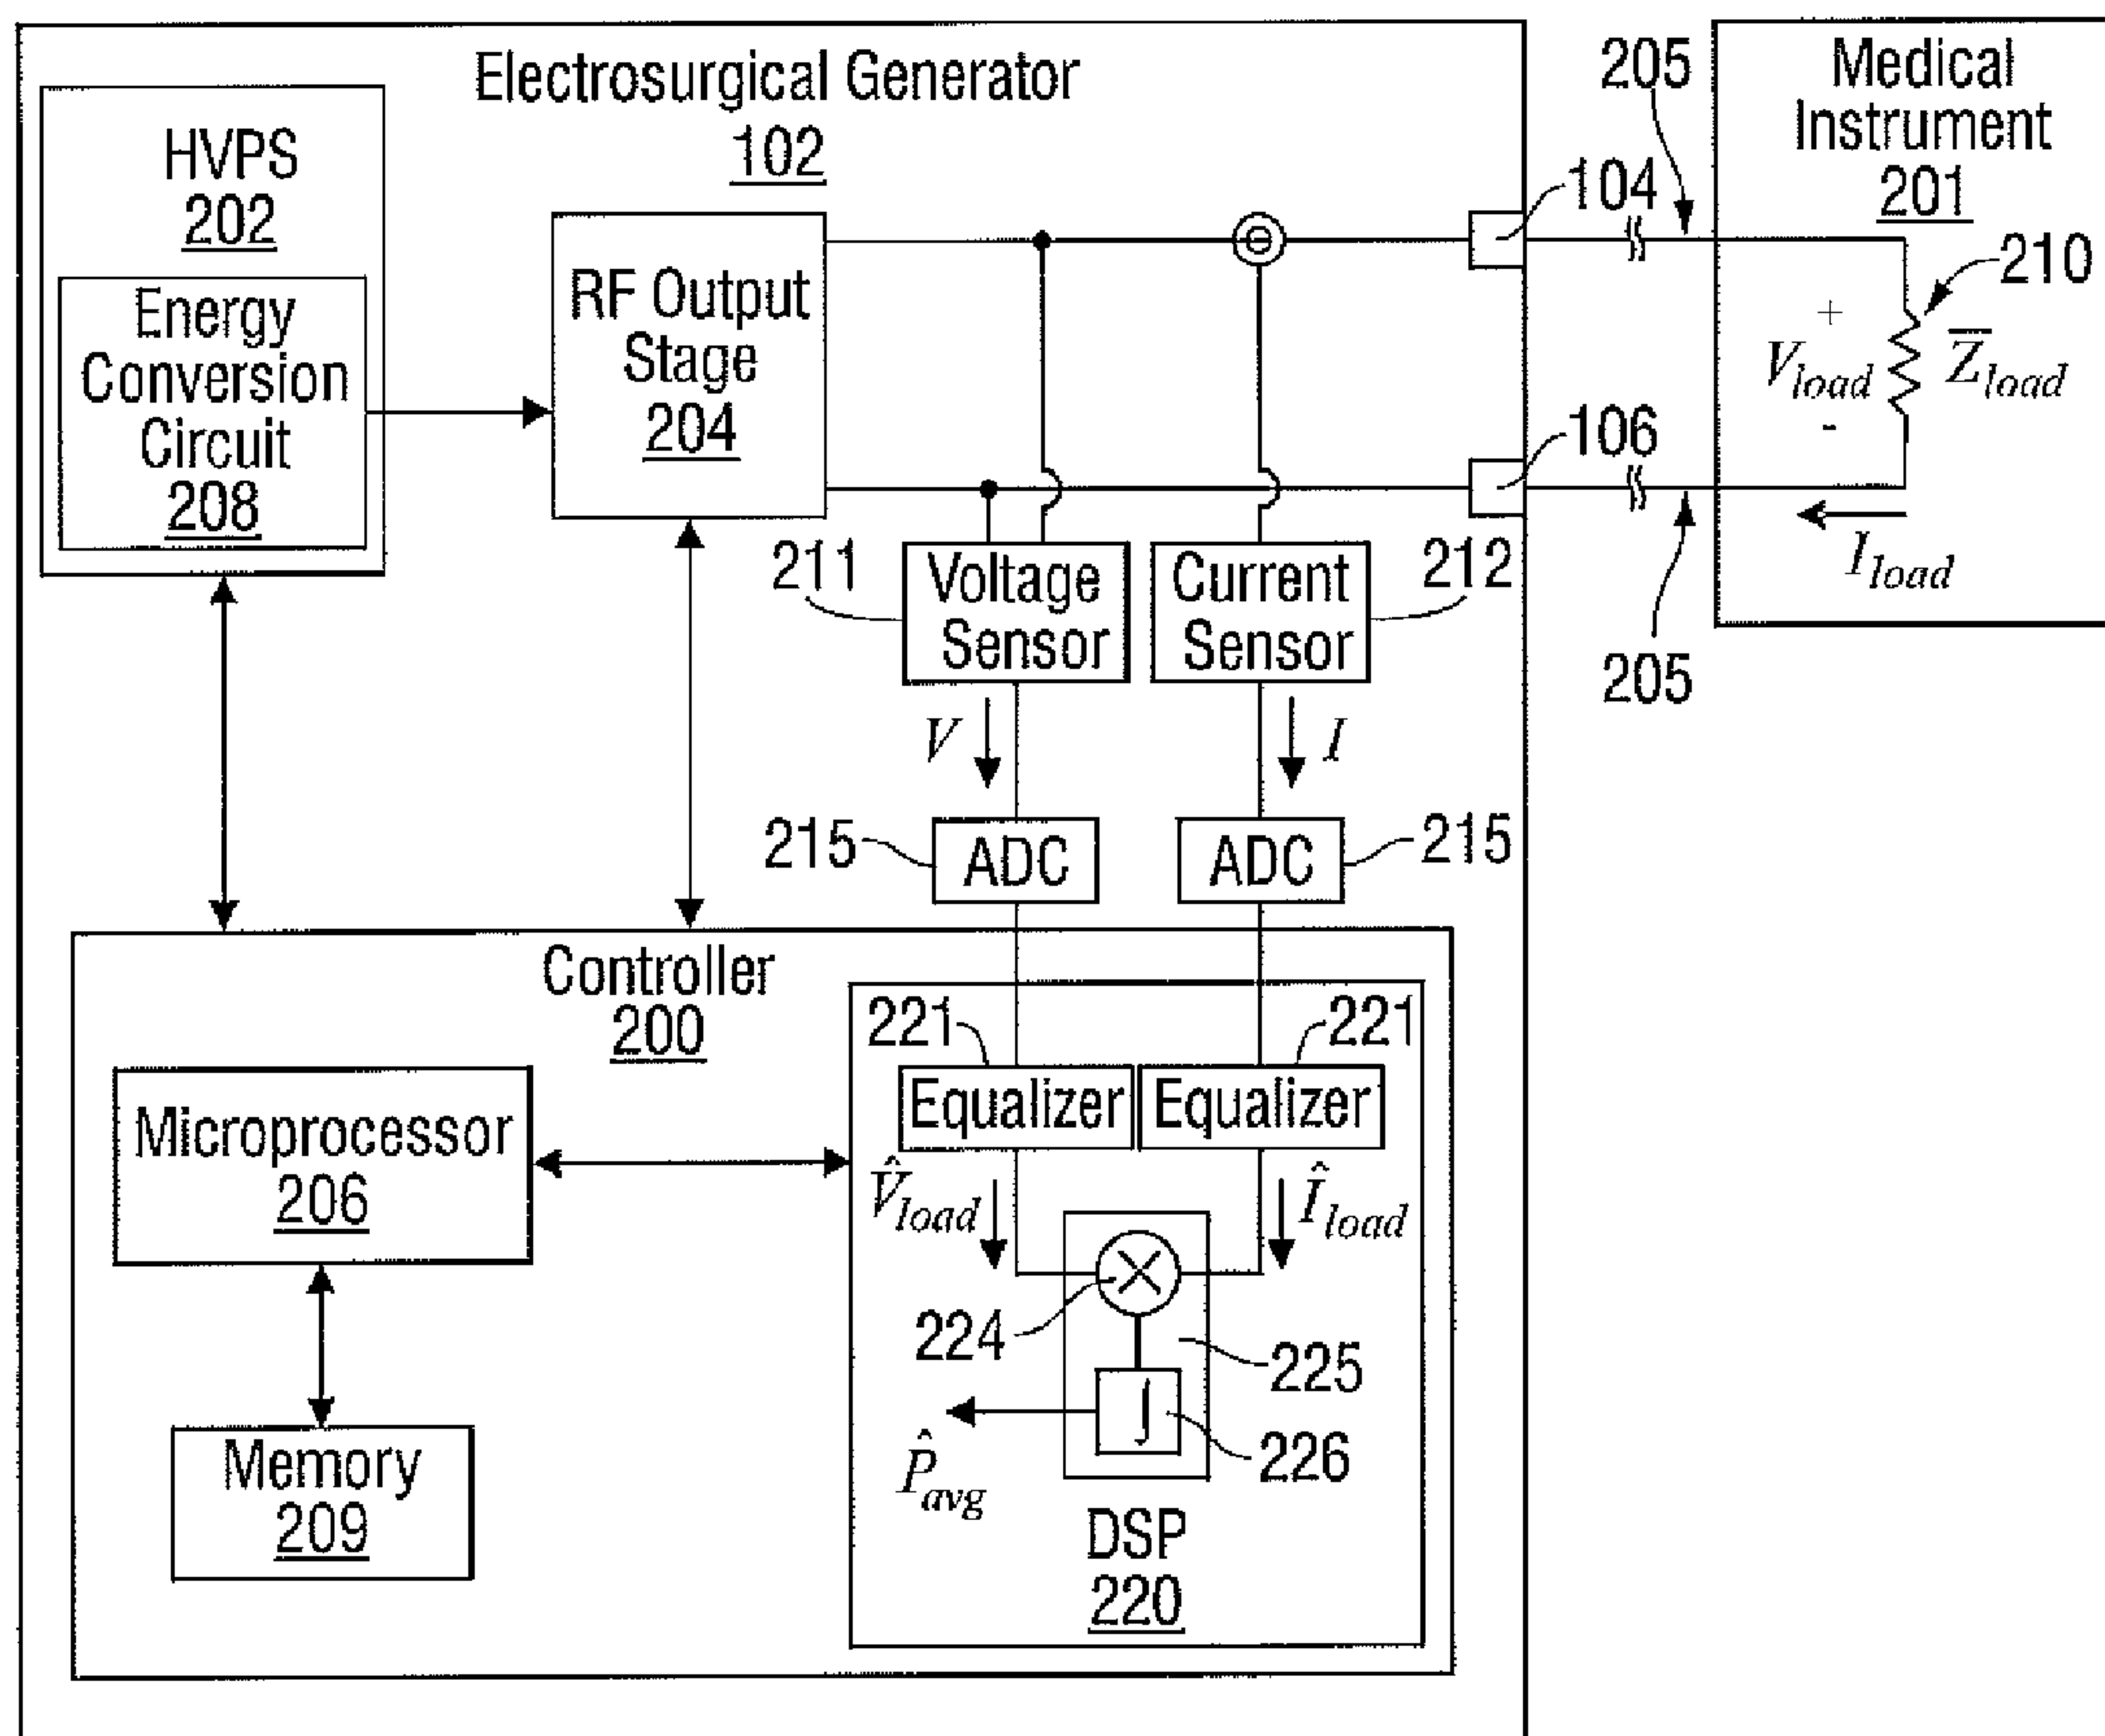 Electrosurgical Generator
102
HVPS
202
Energy
Conversion
Circuit
208
RF Output
Stage
204
104
106
205
205
Medical
Instrument
201
210
+
V_load
-
Z̅_load
I_load
211
Voltage
Sensor
Current
Sensor
212
V
I
215
ADC
ADC
215
Controller
200
Microprocessor
206
Memory
209
221
221
Equalizer
Equalizer
V̂_load
Î_load
224
225
∫
226
P̂_avg
DSP
220